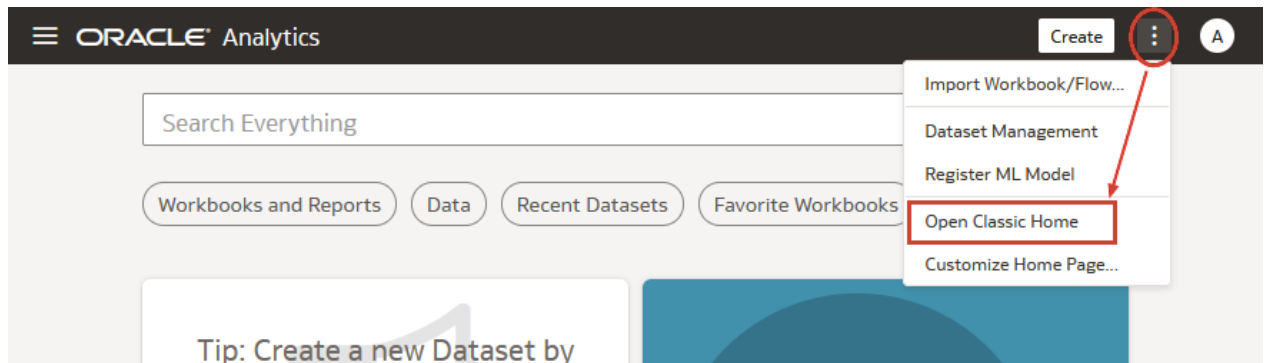 ORACLE Analytics Create A
Import Workbook/Flow...
Search Everything
Dataset Management
Register ML Model
Workbooks and Reports Data Recent Datasets Favorite Workbooks
Open Classic Home
Customize Home Page...
Tip: Create a new Dataset by